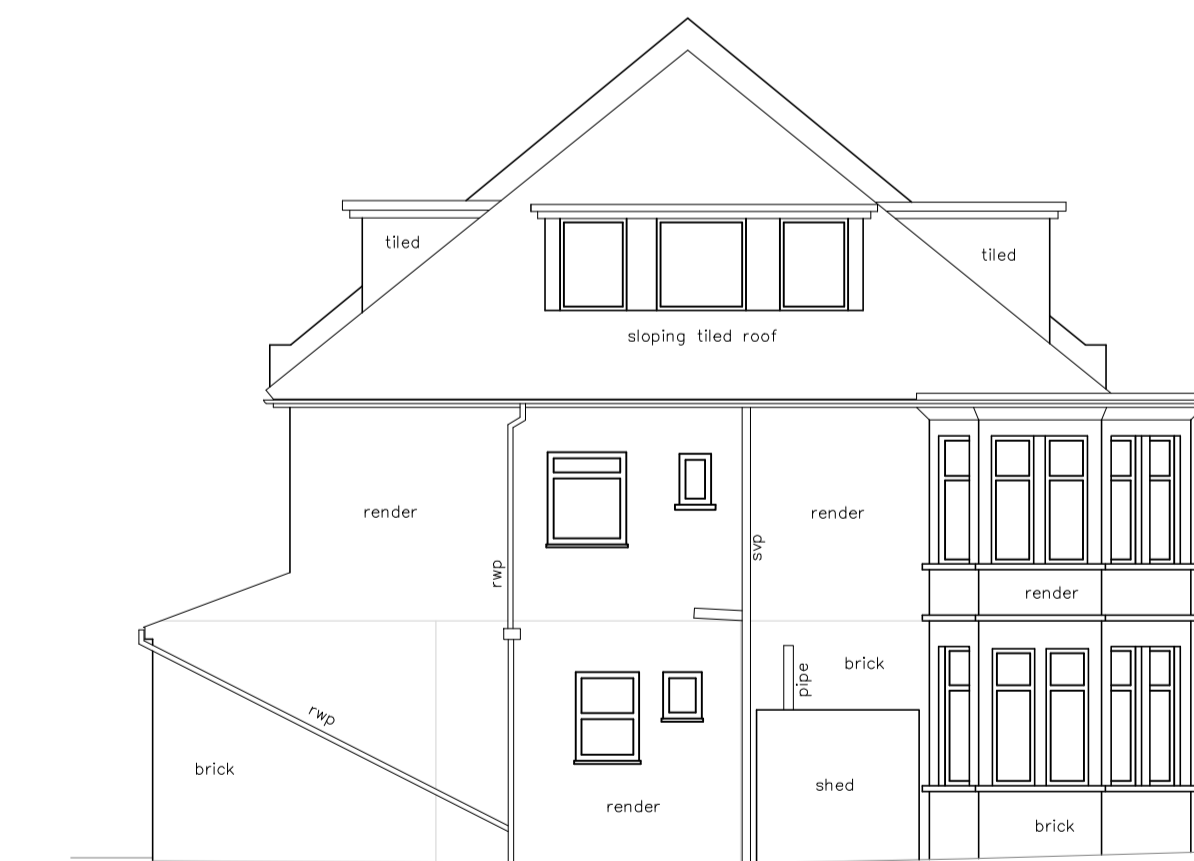 tiled
tiled
sloping tiled roof
render
render
rwp
svp
render
brick
pipe
rwp
brick
shed
render
brick